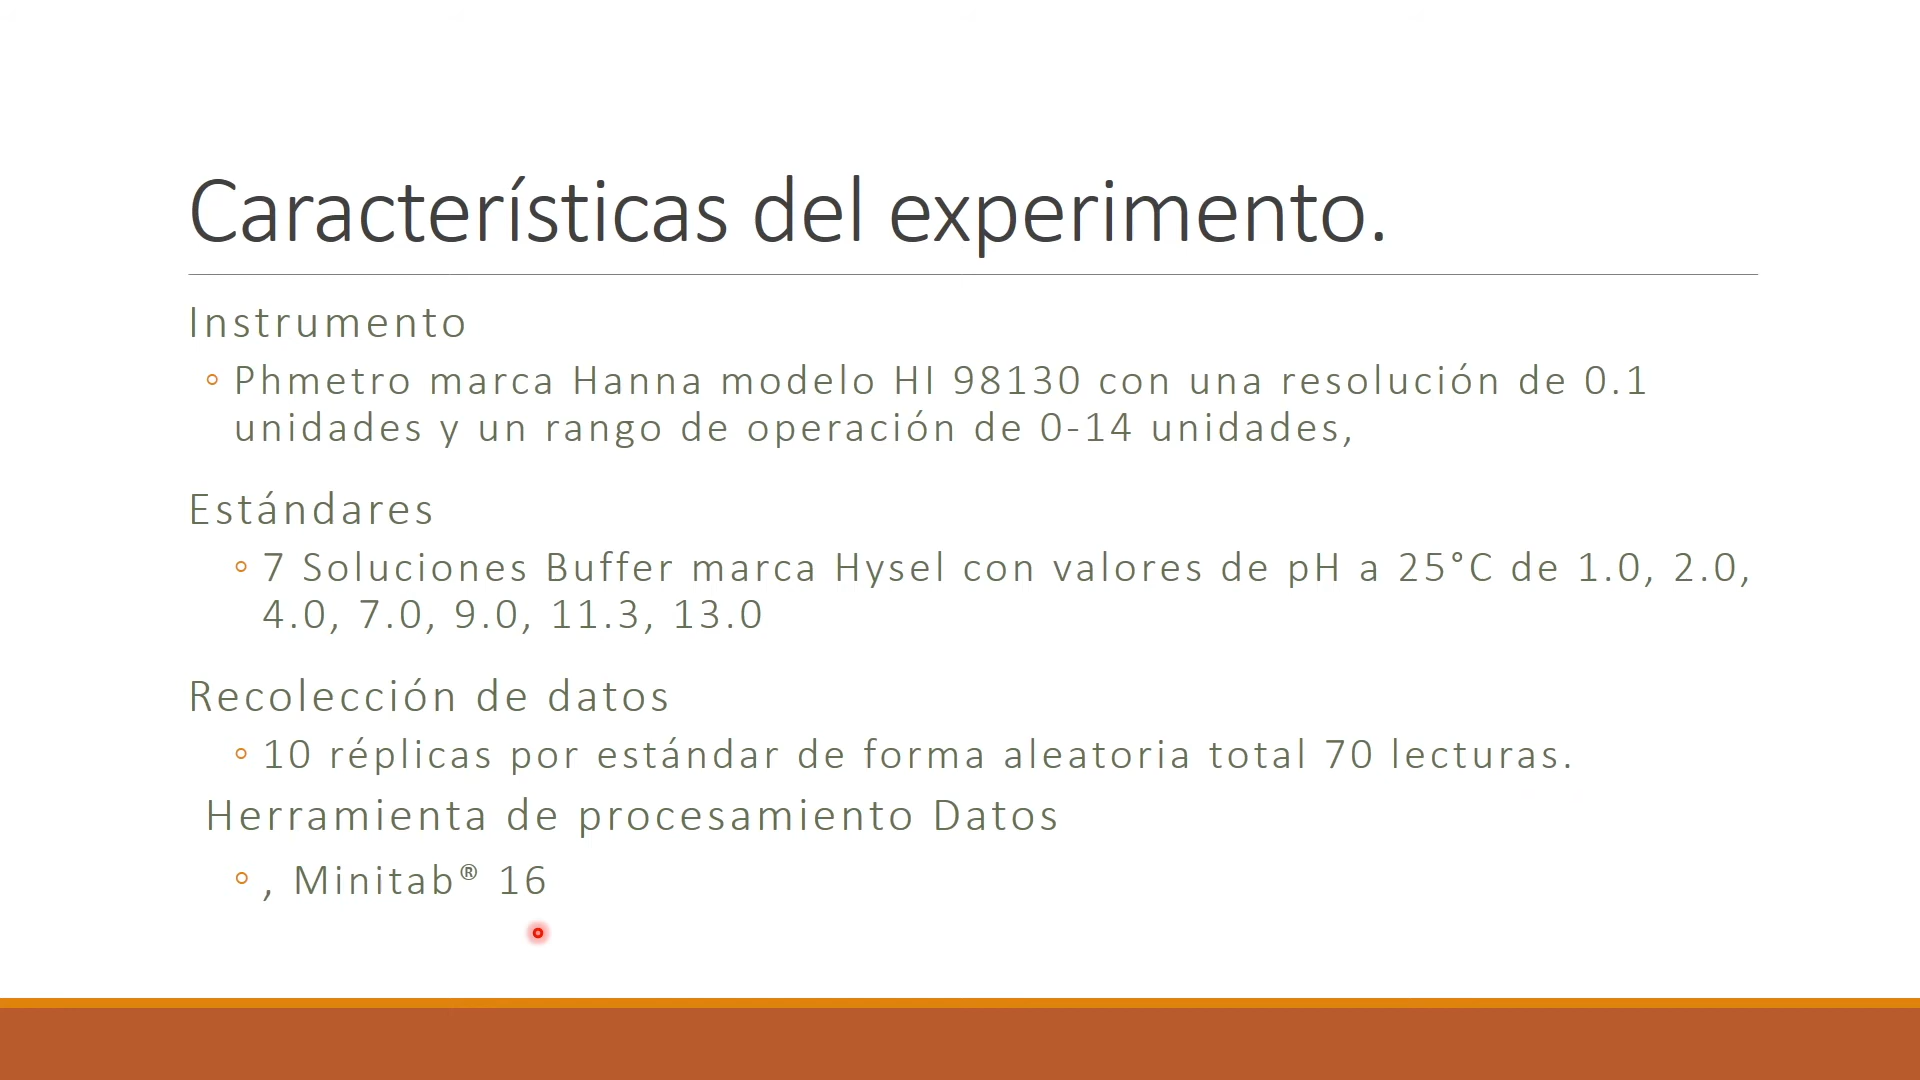 Características del experimento.
Instrumento
◦ Phmetro marca Hanna modelo HI 98130 con una resolución de 0.1
unidades y un rango de operación de 0-14 unidades,
Estándares
◦ 7 Soluciones Buffer marca Hysel con valores de pH a 25°C de 1.0, 2.0,
4.0, 7.0, 9.0, 11.3, 13.0
Recolección de datos
◦ 10 réplicas por estándar de forma aleatoria total 70 lecturas.
Herramienta de procesamiento Datos
◦ , Minitab® 16